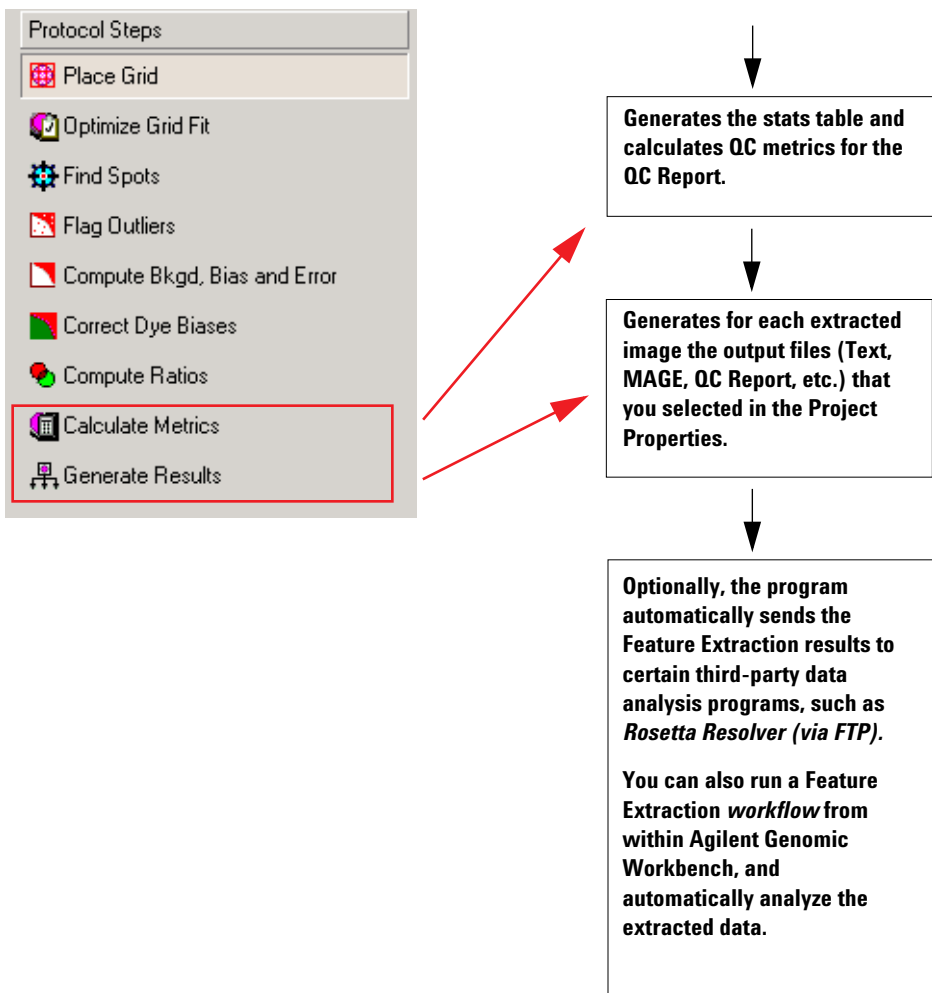 Protocol Steps
Place Grid
Optimize Grid Fit
Find Spots
Flag Outliers
Compute Bkgd, Bias and Error
Correct Dye Biases
Compute Ratios
Calculate Metrics
Generate Results
Generates the stats table and
calculates QC metrics for the
QC Report.
Generates for each extracted
image the output files (Text,
MAGE, QC Report, etc.) that
you selected in the Project
Properties.
Optionally, the program
automatically sends the
Feature Extraction results to
certain third-party data
analysis programs, such as
Rosetta Resolver (via FTP).
You can also run a Feature
Extraction workflow from
within Agilent Genomic
Workbench, and
automatically analyze the
extracted data.